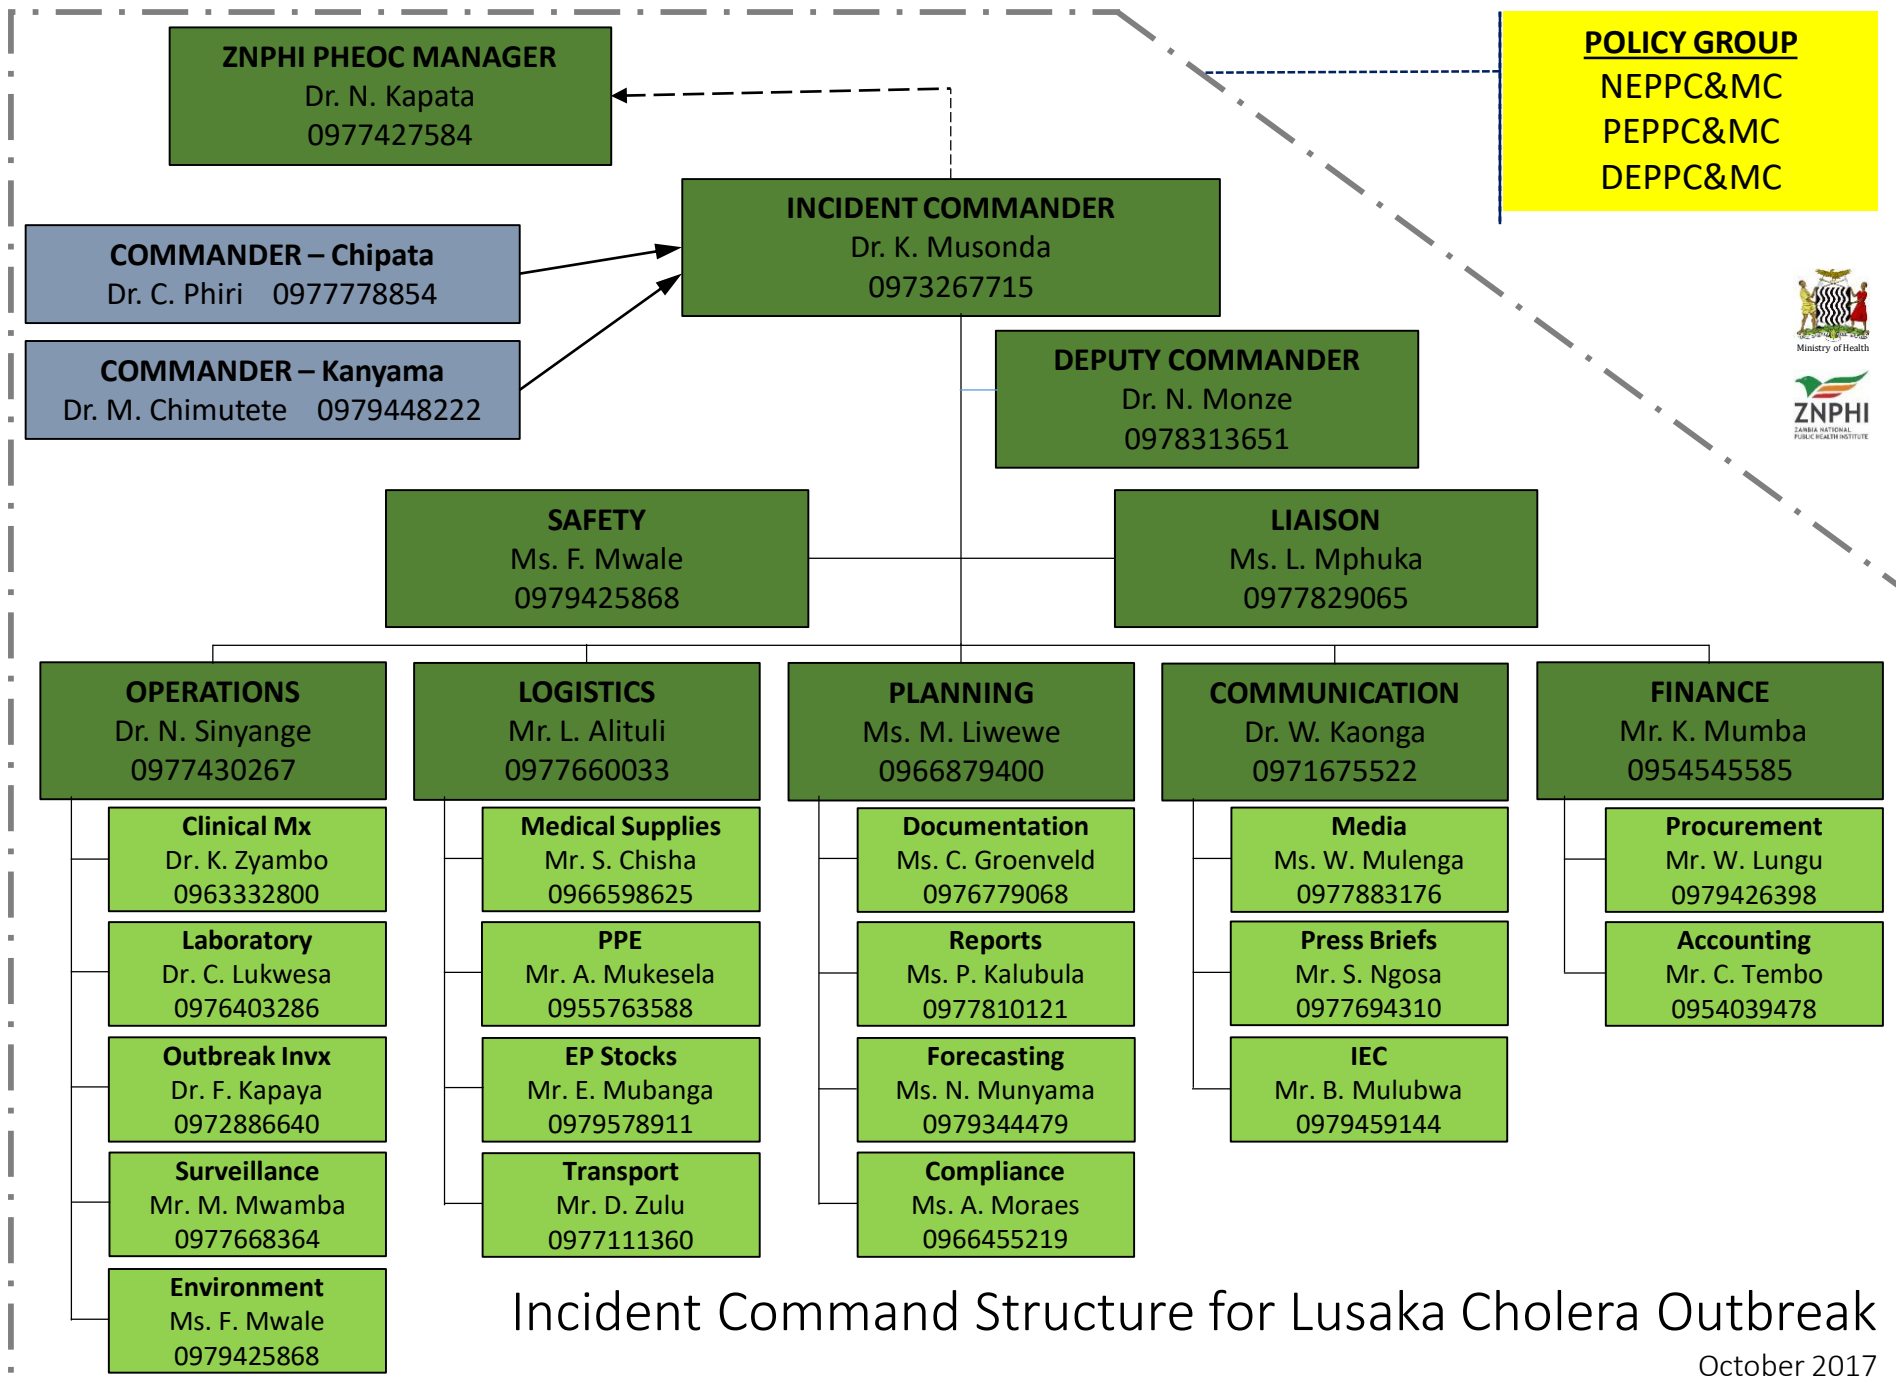 ZNPHI PHEOC MANAGER
Dr. N. Kapata
0977427584
POLICY GROUP
NEPPC&MC
PEPPC&MC
DEPPC&MC
INCIDENT COMMANDER
Dr. K. Musonda
0973267715
COMMANDER – Chipata
Dr. C. Phiri 0977778854
COMMANDER – Kanyama
Dr. M. Chimutete 0979448222
DEPUTY COMMANDER
Dr. N. Monze
0978313651
Ministry of Health
ZNPHI
ZAMBIA NATIONAL
PUBLIC HEALTH INSTITUTE
SAFETY
Ms. F. Mwale
0979425868
LIAISON
Ms. L. Mphuka
0977829065
OPERATIONS
Dr. N. Sinyange
0977430267
Clinical Mx
Dr. K. Zyambo
0963332800
Laboratory
Dr. C. Lukwesa
0976403286
Outbreak Invx
Dr. F. Kapaya
0972886640
Surveillance
Mr. M. Mwamba
0977668364
Environment
Ms. F. Mwale
0979425868
LOGISTICS
Mr. L. Alituli
0977660033
Medical Supplies
Mr. S. Chisha
0966598625
PPE
Mr. A. Mukesela
0955763588
EP Stocks
Mr. E. Mubanga
0979578911
Transport
Mr. D. Zulu
0977111360
PLANNING
Ms. M. Liwewe
0966879400
Documentation
Ms. C. Groenveld
0976779068
Reports
Ms. P. Kalubula
0977810121
Forecasting
Ms. N. Munyama
0979344479
Compliance
Ms. A. Moraes
0966455219
COMMUNICATION
Dr. W. Kaonga
0971675522
Media
Ms. W. Mulenga
0977883176
Press Briefs
Mr. S. Ngosa
0977694310
IEC
Mr. B. Mulubwa
0979459144
FINANCE
Mr. K. Mumba
0954545585
Procurement
Mr. W. Lungu
0979426398
Accounting
Mr. C. Tembo
0954039478
Incident Command Structure for Lusaka Cholera Outbreak
October 2017